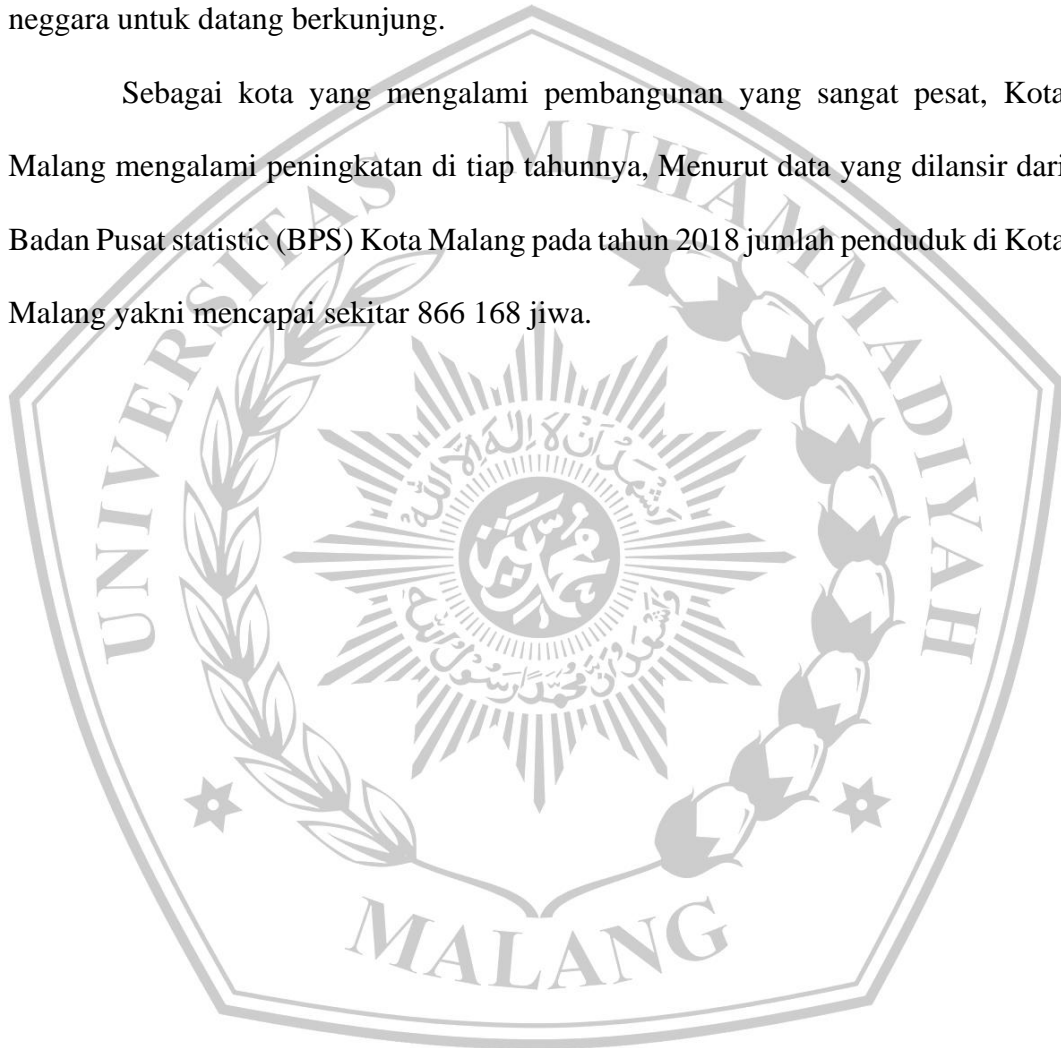 neggara untuk datang berkunjung.
Sebagai kota yang mengalami pembangunan yang sangat pesat, Kota
Malang mengalami peningkatan di tiap tahunnya, Menurut data yang dilansir dari
Badan Pusat statistic (BPS) Kota Malang pada tahun 2018 jumlah penduduk di Kota
Malang yakni mencapai sekitar 866 168 jiwa.
UNIVERSITAS MUHAMMADIYAH
MALANG